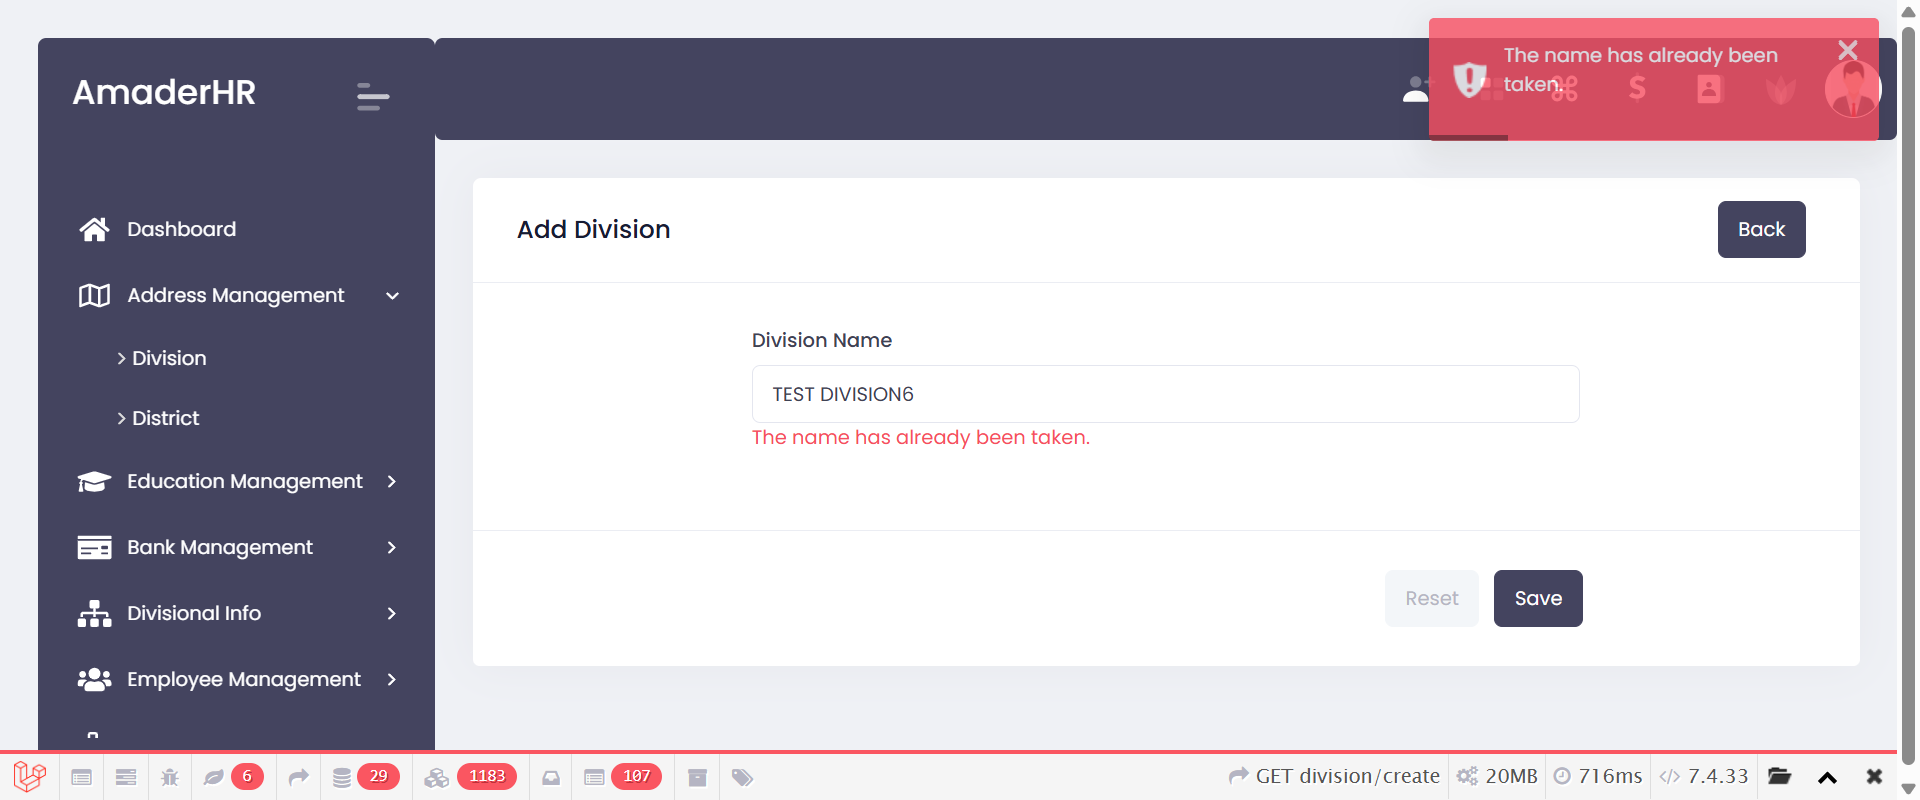 AmaderHR
The name has already been
taken.
$
Dashboard
Address Management
Division
District
Education Management
Bank Management
Divisional Info
Employee Management
Add Division
Back
Division Name
TEST DIVISION6
The name has already been taken.
Reset
Save
6
29
1183
107
GET division/create
20MB
716ms
7.4.33